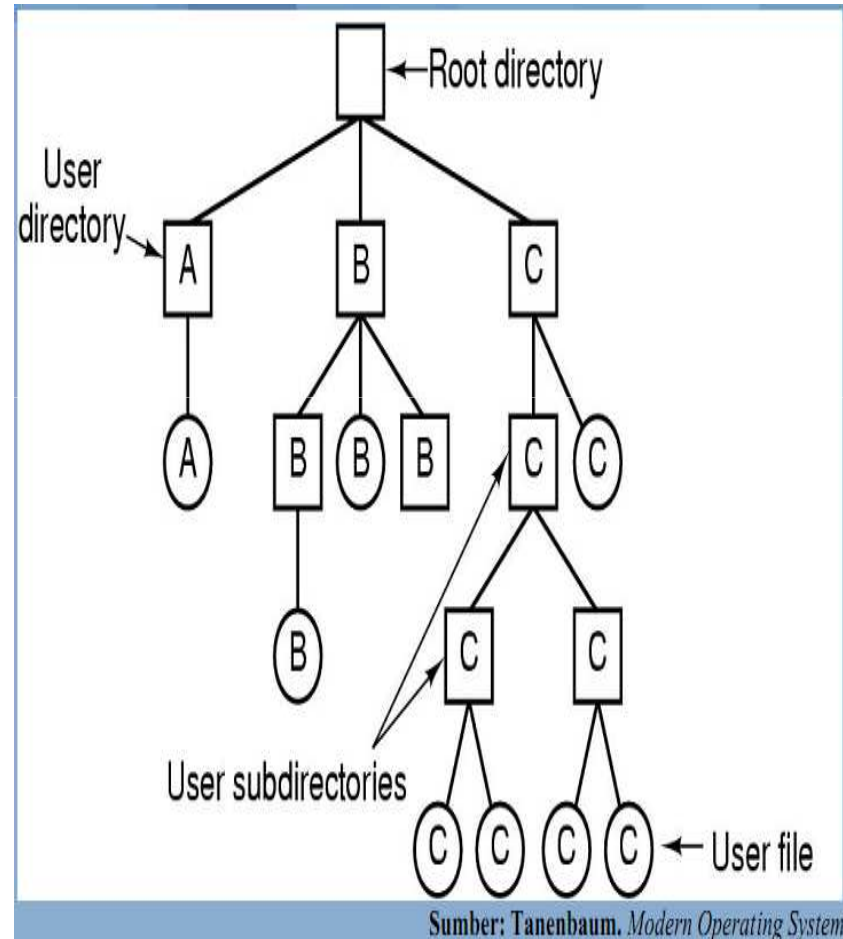 Root directory
User
directory
A B C
A B B B C C
B C C
User subdirectories
C C C C
User file
Sumber: Tanenbaum. Modern Operating System